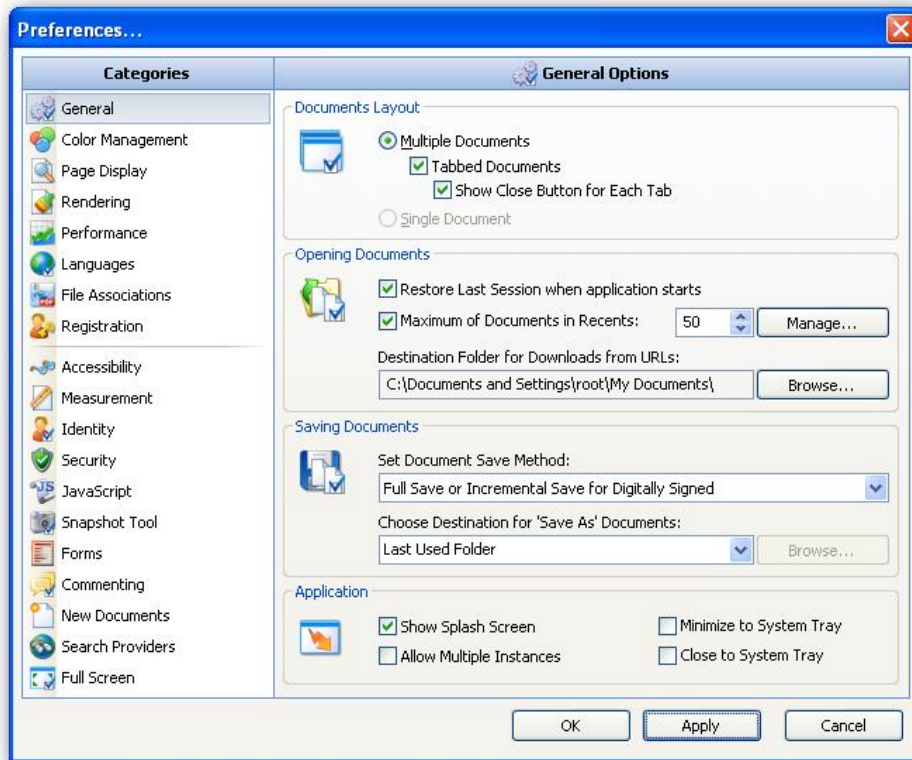 Preferences...
Categories
General
Color Management
Page Display
Rendering
Performance
Languages
File Associations
Registration
Accessibility
Measurement
Identity
Security
JavaScript
Snapshot Tool
Forms
Commenting
New Documents
Search Providers
Full Screen
General Options
Documents Layout
Multiple Documents
Tabbed Documents
Show Close Button for Each Tab
Single Document
Opening Documents
Restore Last Session when application starts
Maximum of Documents in Recents: 50 Manage...
Destination Folder for Downloads from URLs:
C:\Documents and Settings\root\My Documents\ Browse...
Saving Documents
Set Document Save Method:
Full Save or Incremental Save for Digitally Signed
Choose Destination for 'Save As' Documents:
Last Used Folder Browse...
Application
Show Splash Screen Minimize to System Tray
Allow Multiple Instances Close to System Tray
OK Apply Cancel